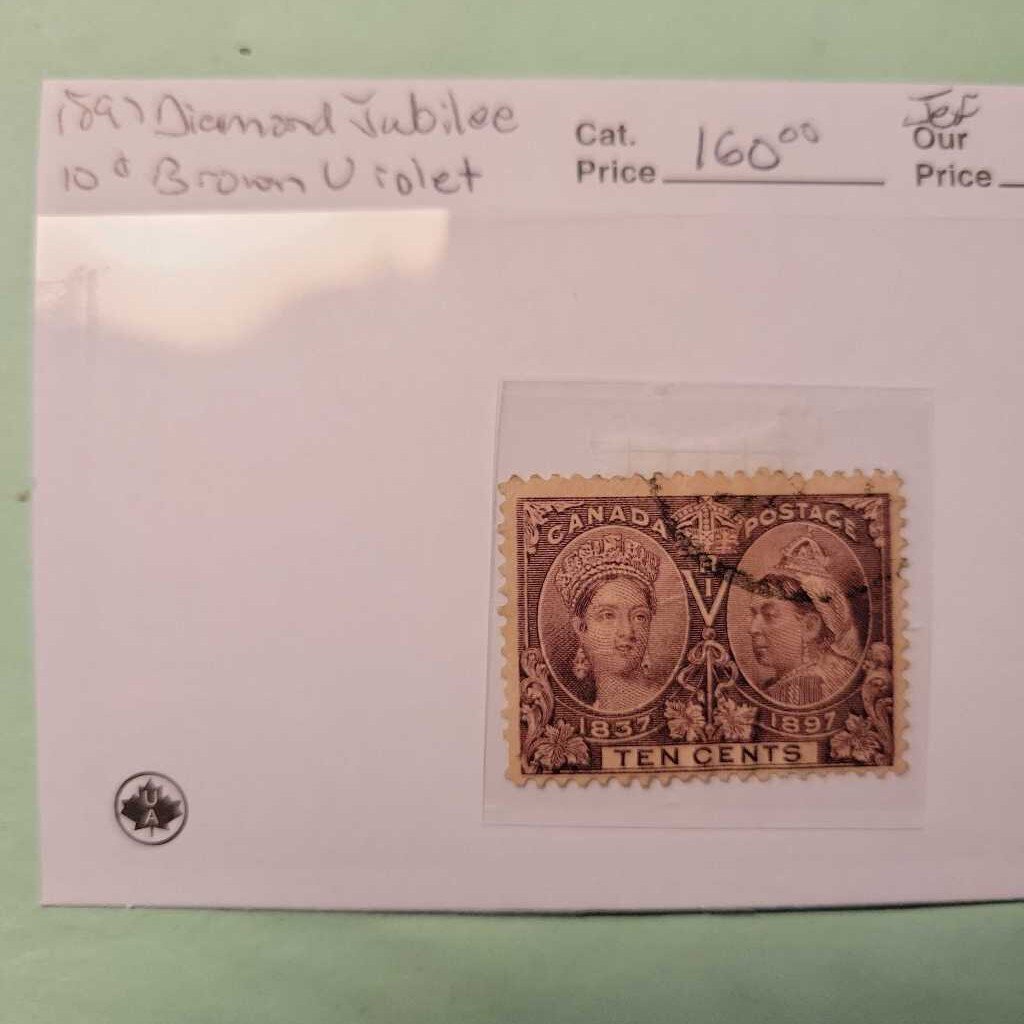 1897 Diamond Jubilee
10¢ Brown Violet
Cat.
Price 160.00
Jef
Our
Price
CANADA POSTAGE
V R I
1837 1897
TEN CENTS
U
A